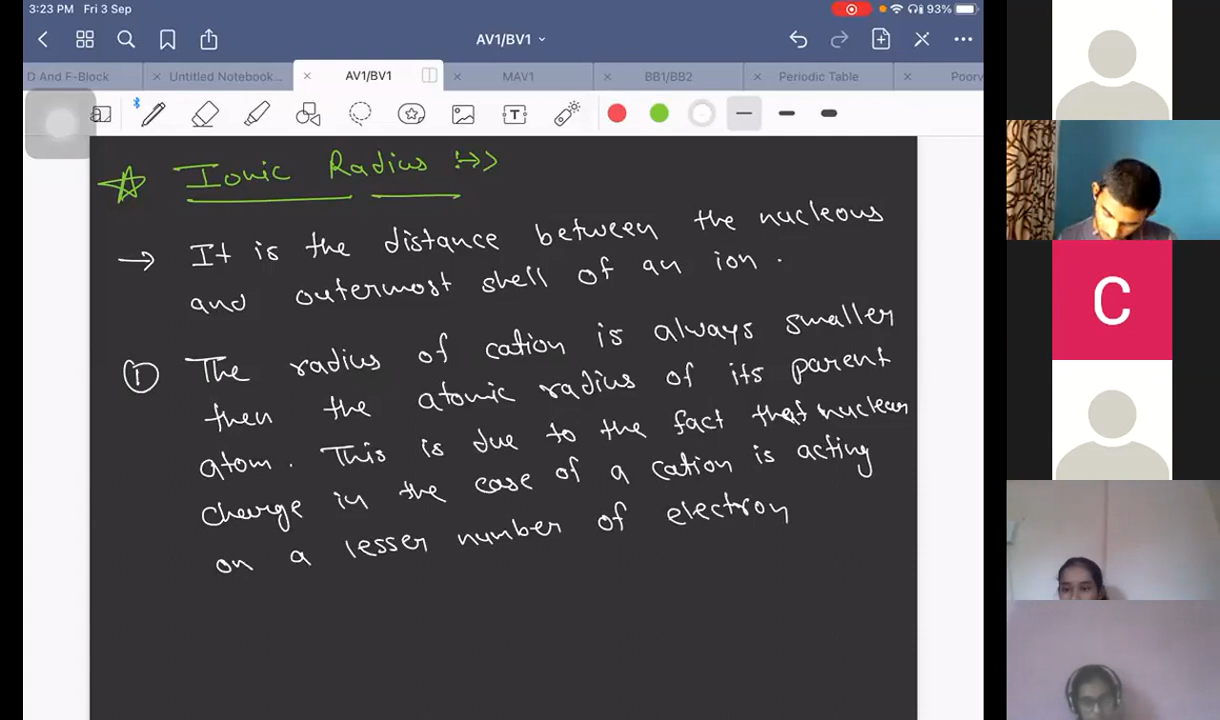 3:23 PM Fri 3 Sep
93%
AV1/BV1
D And F-Block
Untitled Notebook...
AV1/BV1
MAV1
BB1/BB2
Periodic Table
Poorv
T
Ionic Radius :->>
→ It is the distance between the nucleous
and outermost shell of an ion.
① The radius of cation is always smaller
then the atomic radius of its parent
atom. This is due to the fact that nuclear
charge in the case of a cation is acting
on a lesser number of electron
C